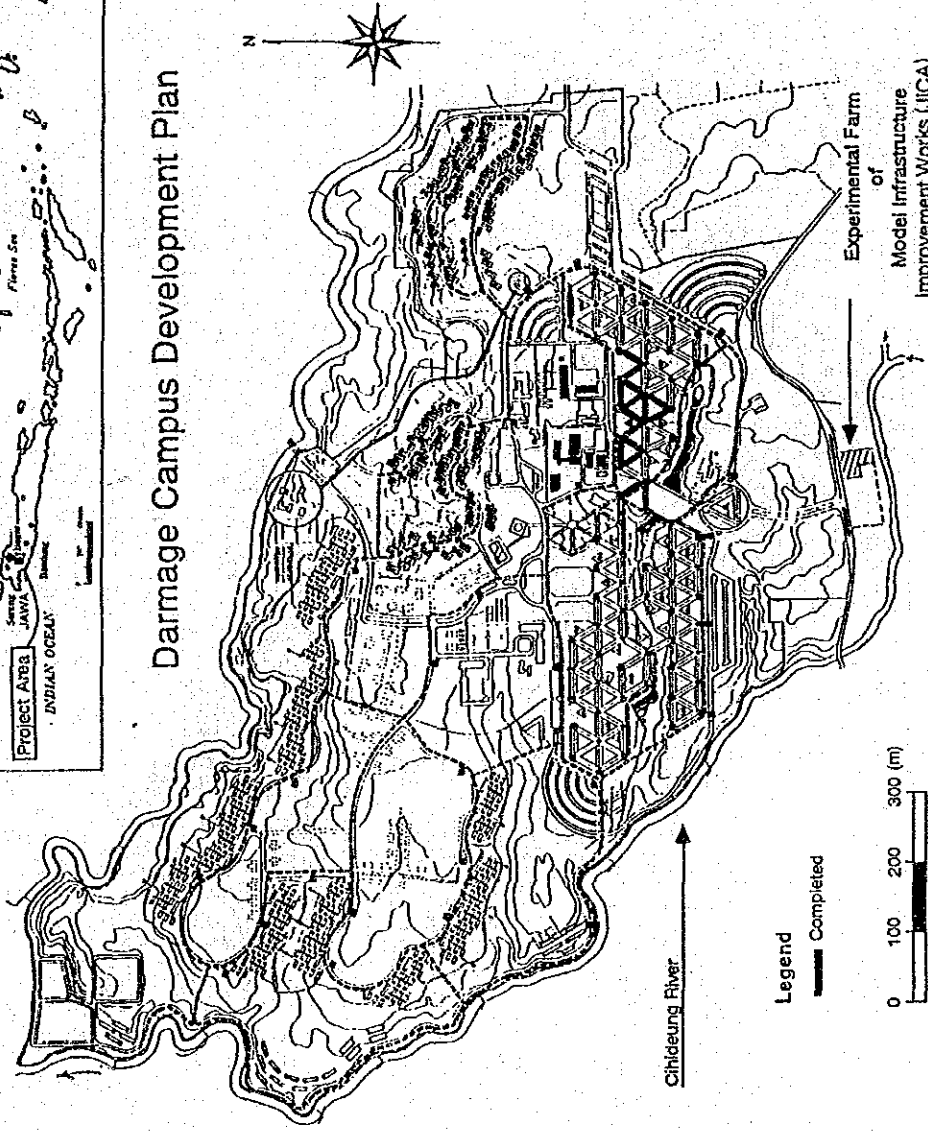 Flores Sea
JAWA
Project Area
INDIAN OCEAN
Darmage Campus Development Plan
N
Experimental Farm
of
Model Infrastructure
Improvement Works (JICA)
Cihideung River
Legend
Completed
0 100 200 300 (m)